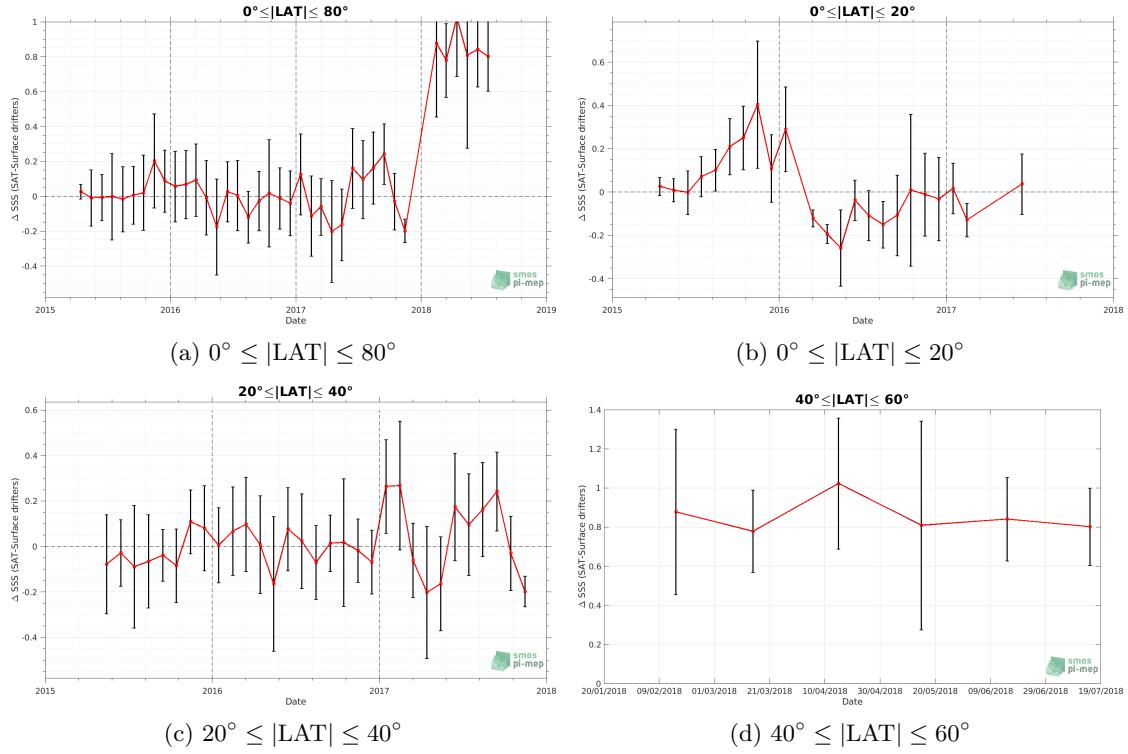 0°≤|LAT|≤ 80°
Δ SSS (SAT-Surface drifters)
1
0.8
0.6
0.4
0.2
0
-0.2
-0.4
2015 2016 2017 2018 2019
Date
smos
pi-mep
(a) 0° ≤ |LAT| ≤ 80°
0°≤|LAT|≤ 20°
Δ SSS (SAT-Surface drifters)
0.6
0.4
0.2
0
-0.2
-0.4
2015 2016 2017 2018
Date
smos
pi-mep
(b) 0° ≤ |LAT| ≤ 20°
20°≤|LAT|≤ 40°
Δ SSS (SAT-Surface drifters)
0.6
0.4
0.2
0
-0.2
-0.4
2015 2016 2017 2018
Date
smos
pi-mep
(c) 20° ≤ |LAT| ≤ 40°
40°≤|LAT|≤ 60°
Δ SSS (SAT-Surface drifters)
1.4
1.2
1
0.8
0.6
0.4
0.2
0
20/01/2018 09/02/2018 01/03/2018 21/03/2018 10/04/2018 30/04/2018 20/05/2018 09/06/2018 29/06/2018 19/07/2018
Date
smos
pi-mep
(d) 40° ≤ |LAT| ≤ 60°